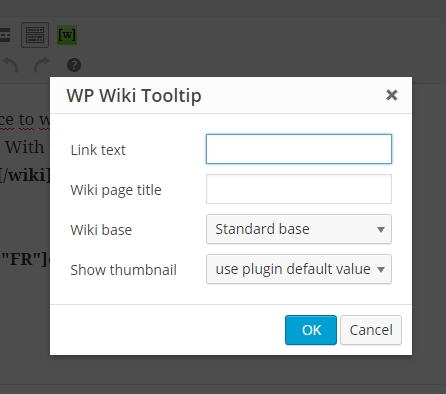 [w]
ce to w
WP Wiki Tooltip
With
[/wiki]
Link text
Wiki page title
Wiki base Standard base
"FR"]
Show thumbnail use plugin default value
OK Cancel